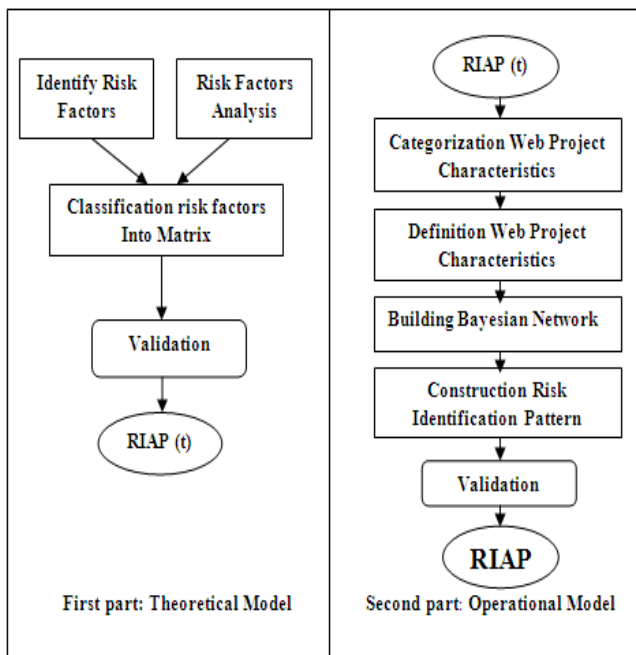 Identify Risk
Factors
Risk Factors
Analysis
Classification risk factors
Into Matrix
Validation
RIAP (t)
First part: Theoretical Model
RIAP (t)
Categorization Web Project
Characteristics
Definition Web Project
Characteristics
Building Bayesian Network
Construction Risk
Identification Pattern
Validation
RIAP
Second part: Operational Model